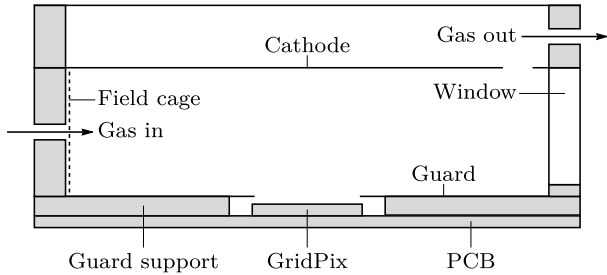 Gas out
Cathode
Window
Field cage
Gas in
Guard
Guard support
GridPix
PCB